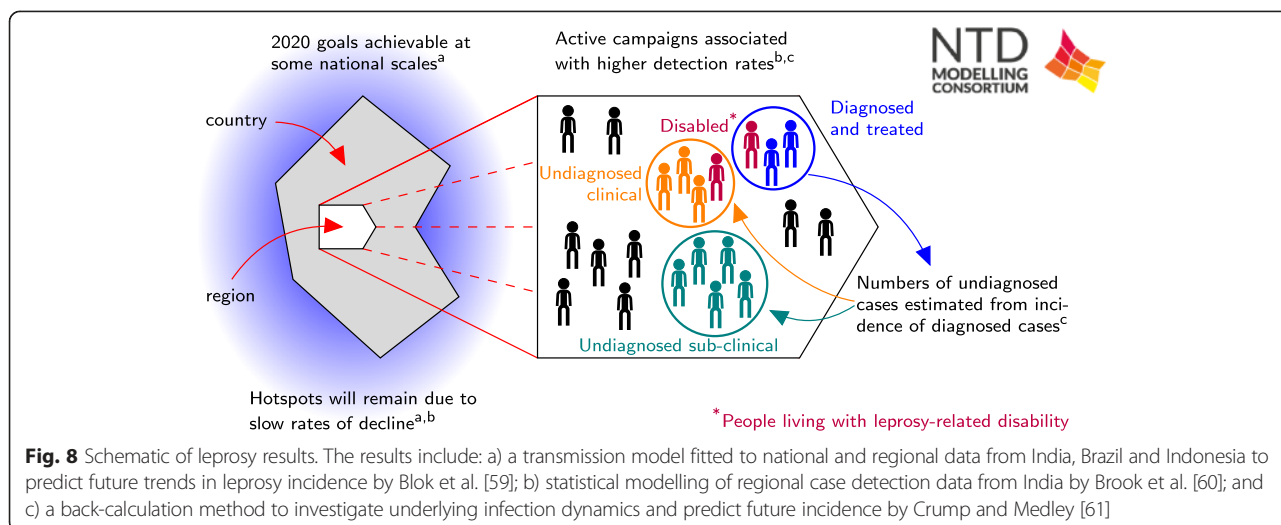 2020 goals achievable at
some national scalesᵃ
country
region
Hotspots will remain due to
slow rates of declineᵃ,ᵇ
Active campaigns associated
with higher detection ratesᵇ,ᶜ
NTD
MODELLING
CONSORTIUM
Disabled*
Diagnosed
and treated
Undiagnosed
clinical
Undiagnosed sub-clinical
Numbers of undiagnosed
cases estimated from inci-
dence of diagnosed casesᶜ
*People living with leprosy-related disability
Fig. 8 Schematic of leprosy results. The results include: a) a transmission model fitted to national and regional data from India, Brazil and Indonesia to
predict future trends in leprosy incidence by Blok et al. [59]; b) statistical modelling of regional case detection data from India by Brook et al. [60]; and
c) a back-calculation method to investigate underlying infection dynamics and predict future incidence by Crump and Medley [61]